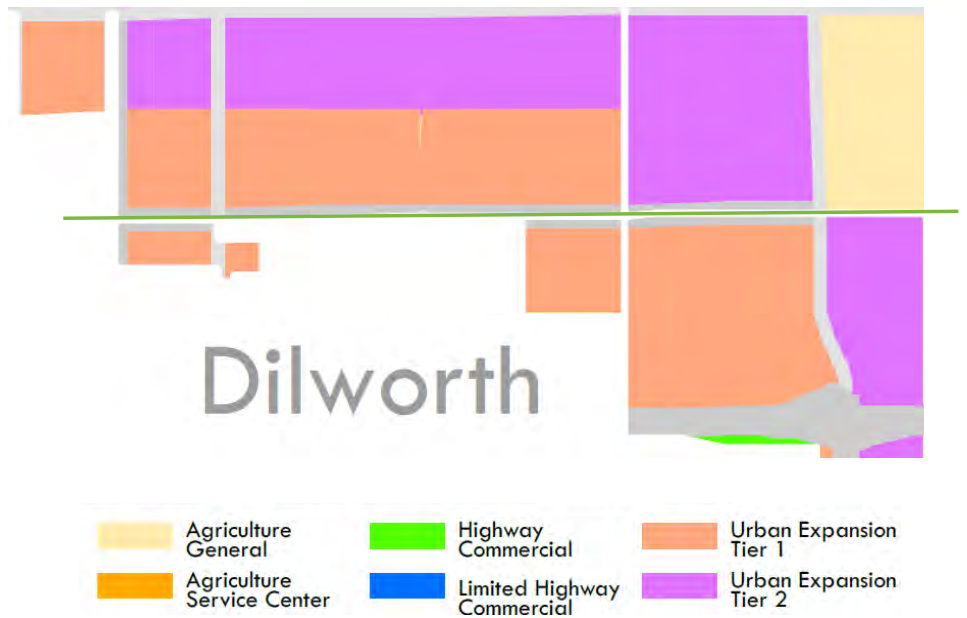 Dilworth
Agriculture
General
Highway
Commercial
Urban Expansion
Tier 1
Agriculture
Service Center
Limited Highway
Commercial
Urban Expansion
Tier 2